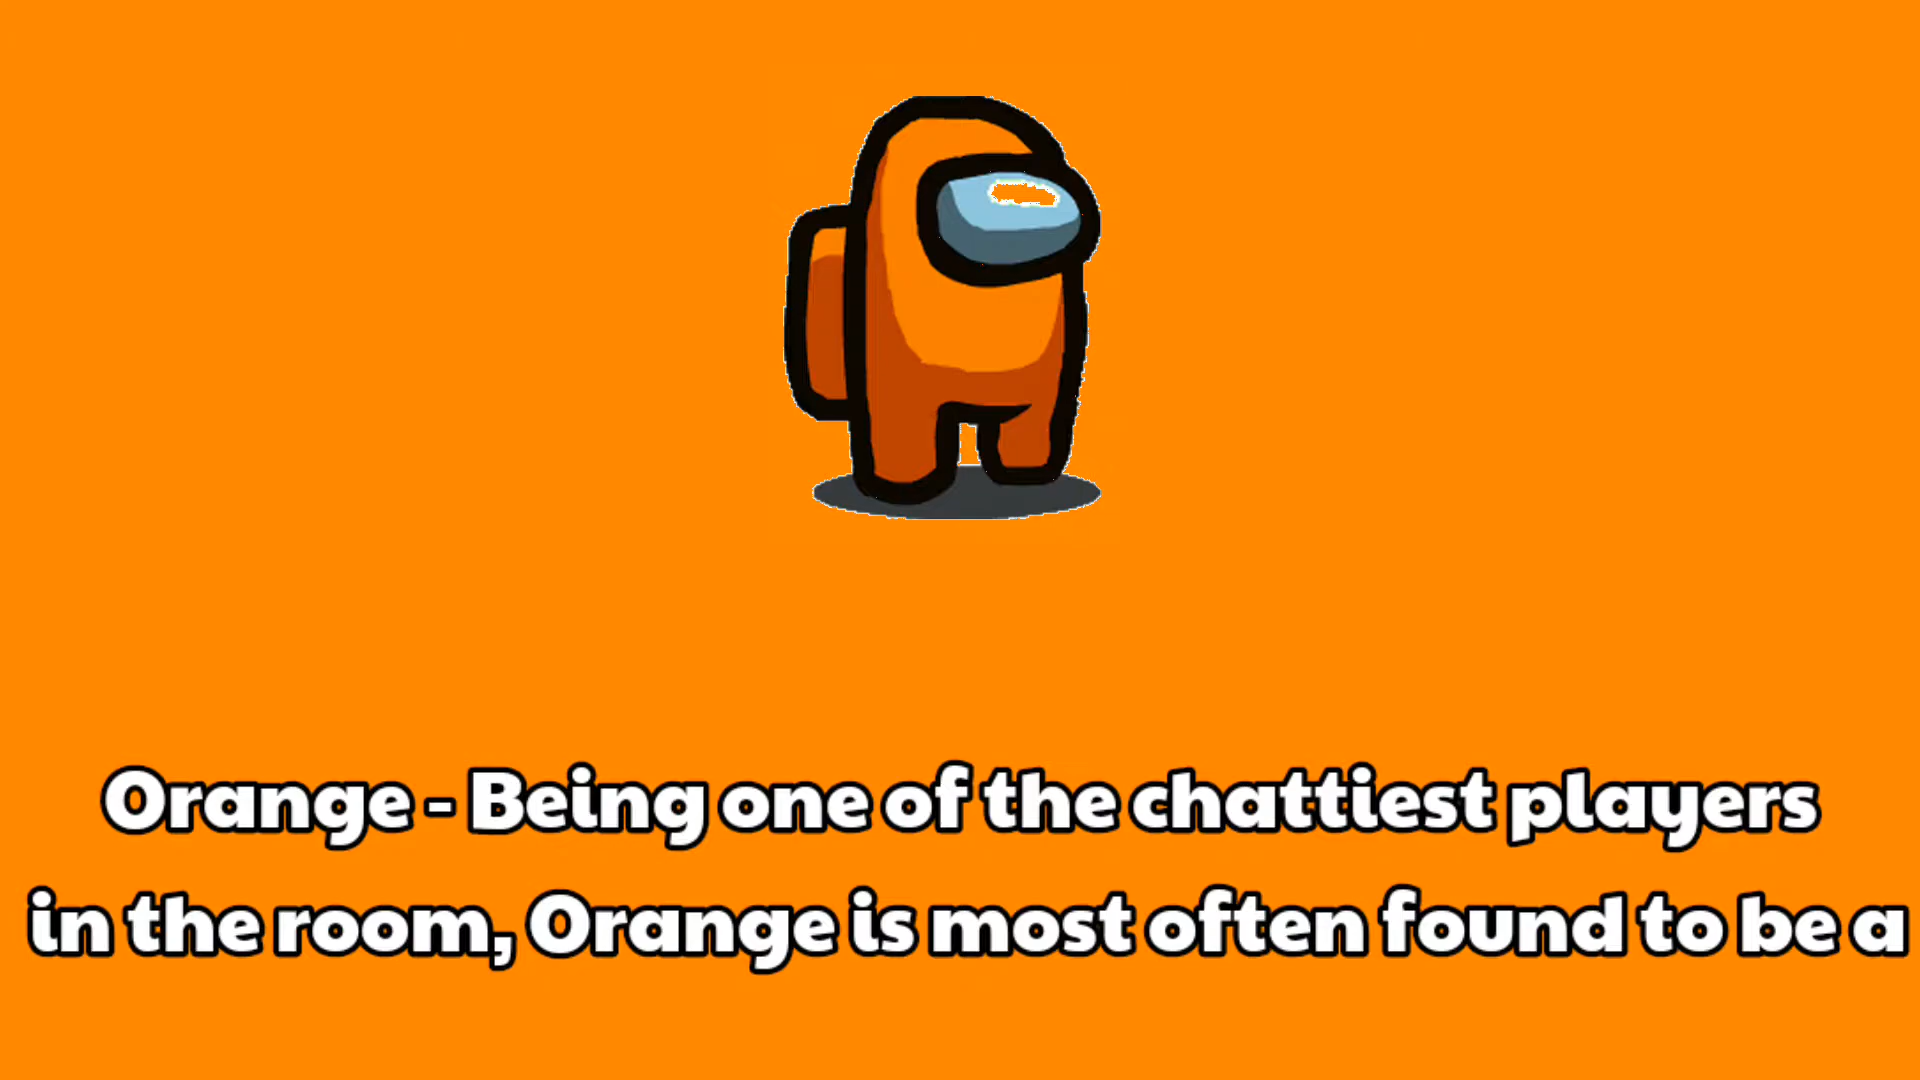 Orange - Being one of the chattiest players
in the room, Orange is most often found to be a